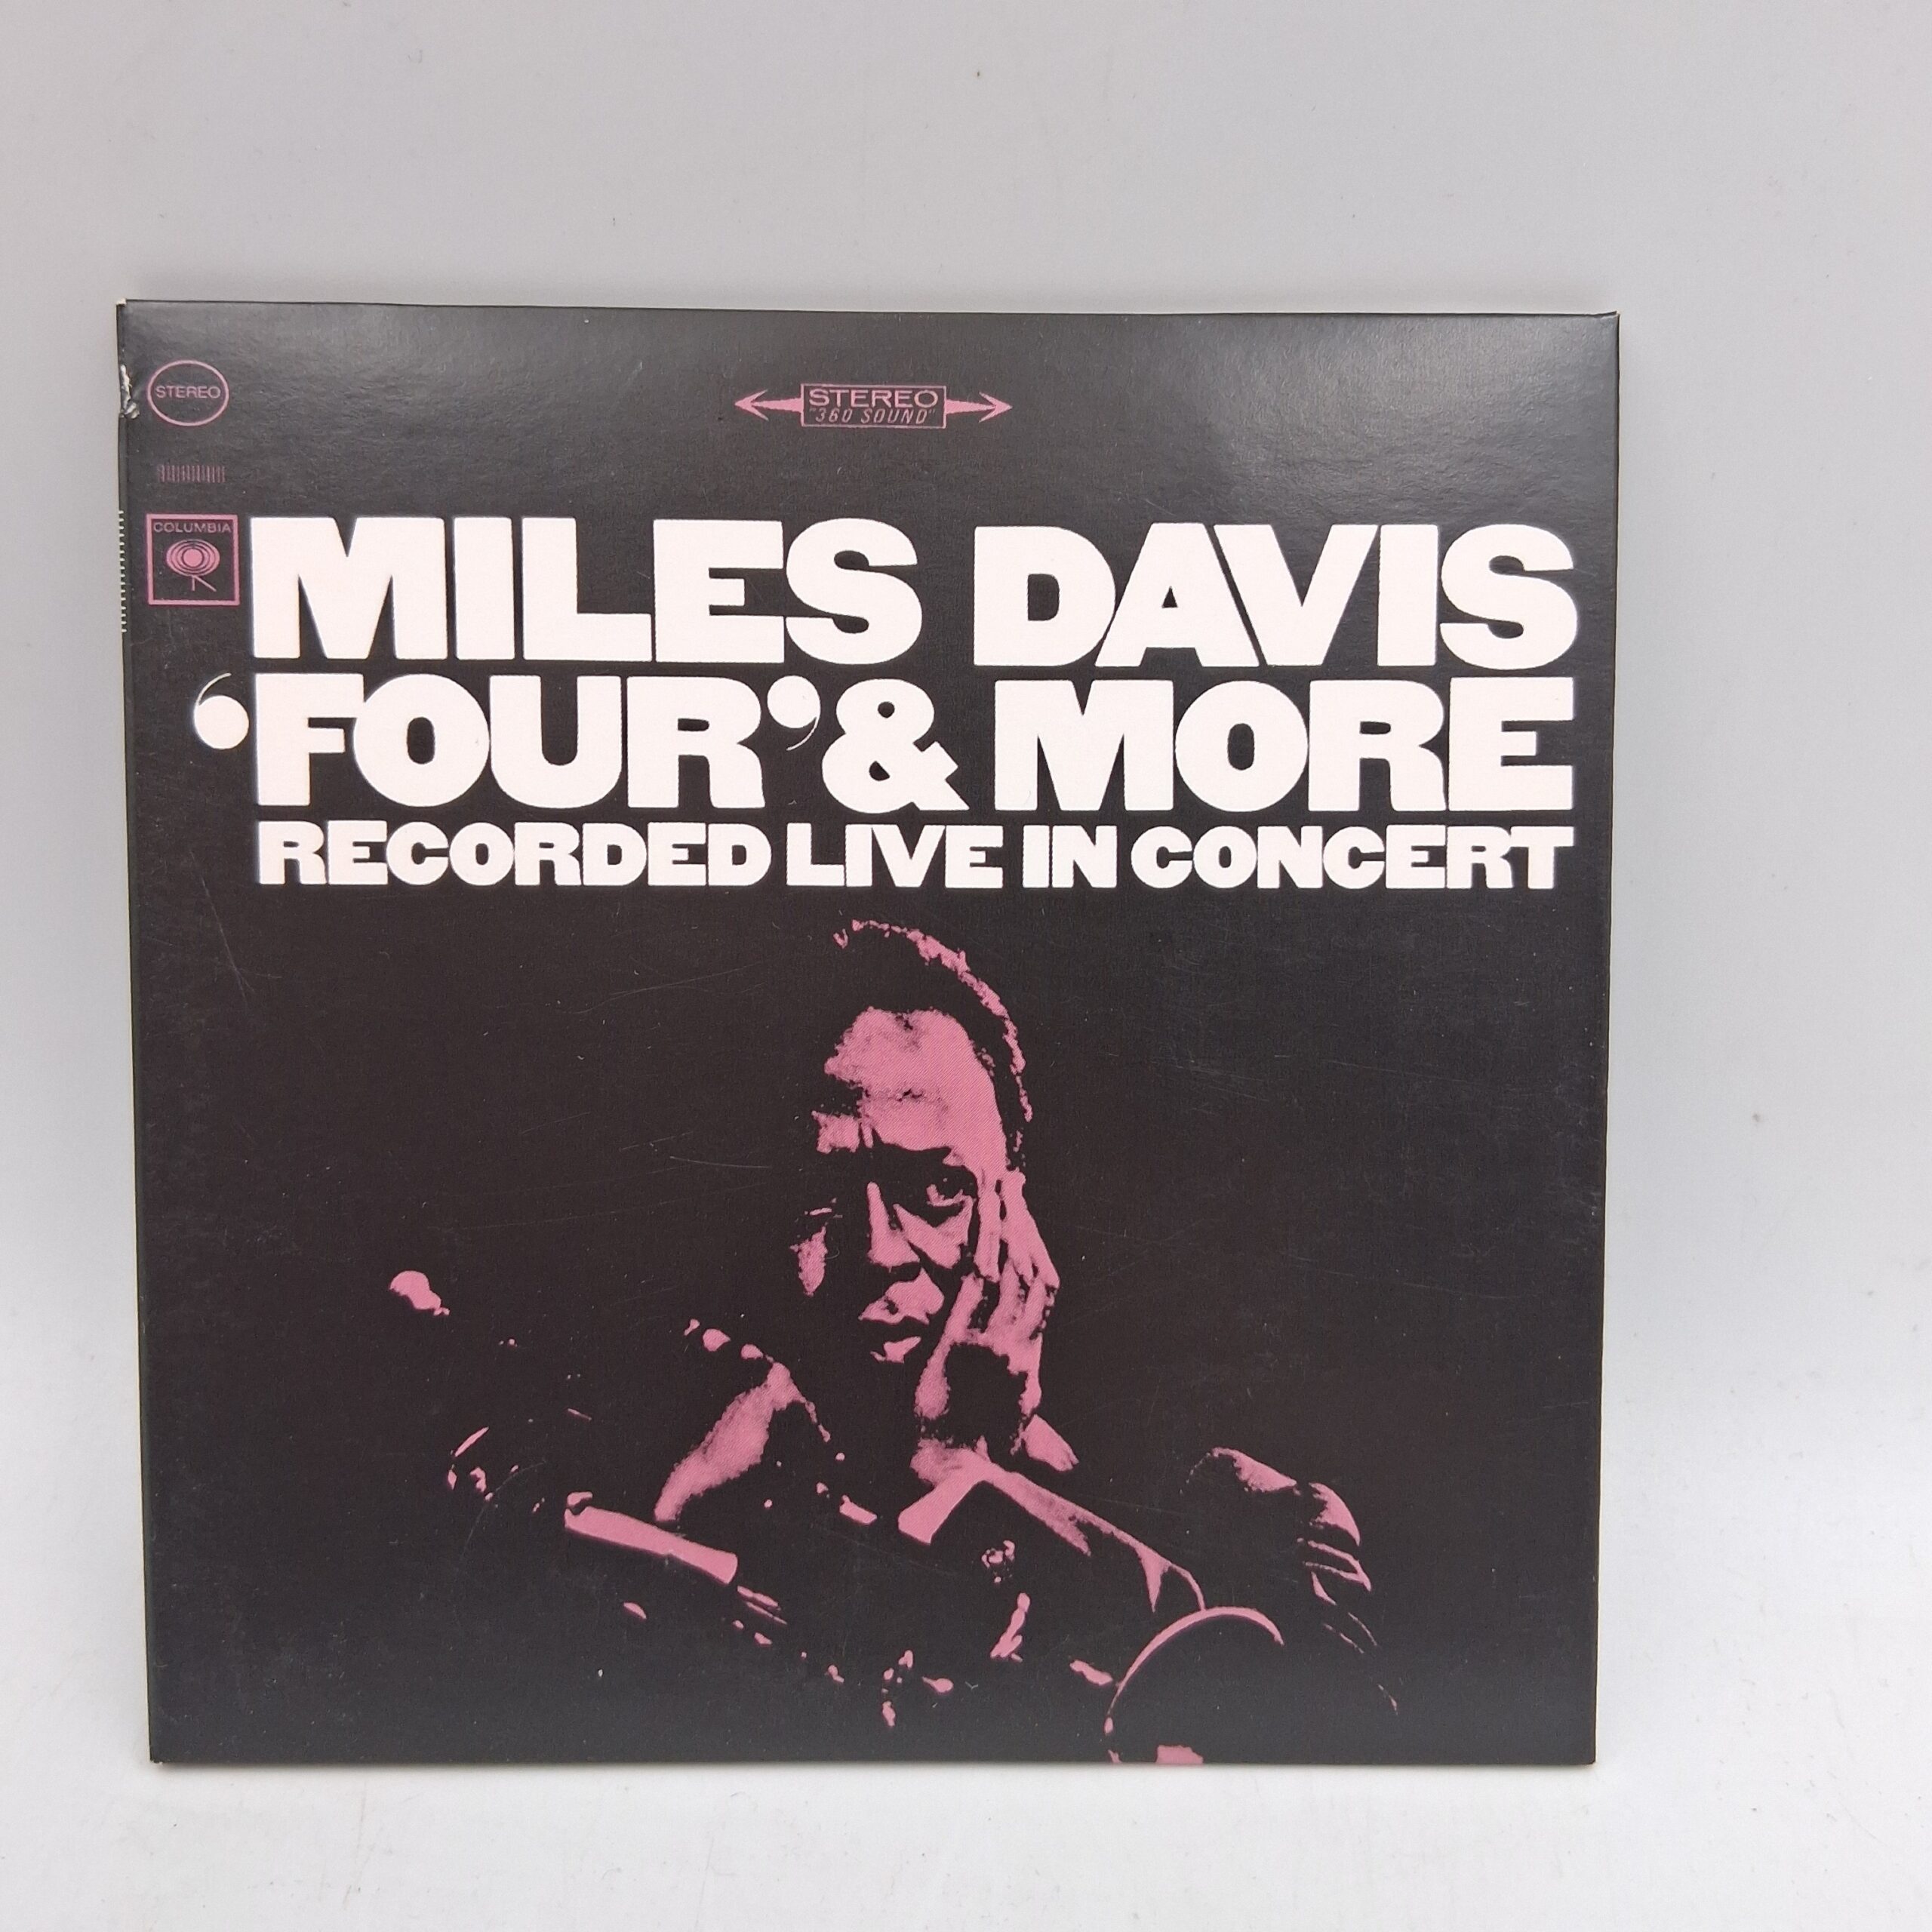 STEREO
STEREO
"360 SOUND"
COLUMBIA
MILES DAVIS
‘FOUR’ & MORE
RECORDED LIVE IN CONCERT